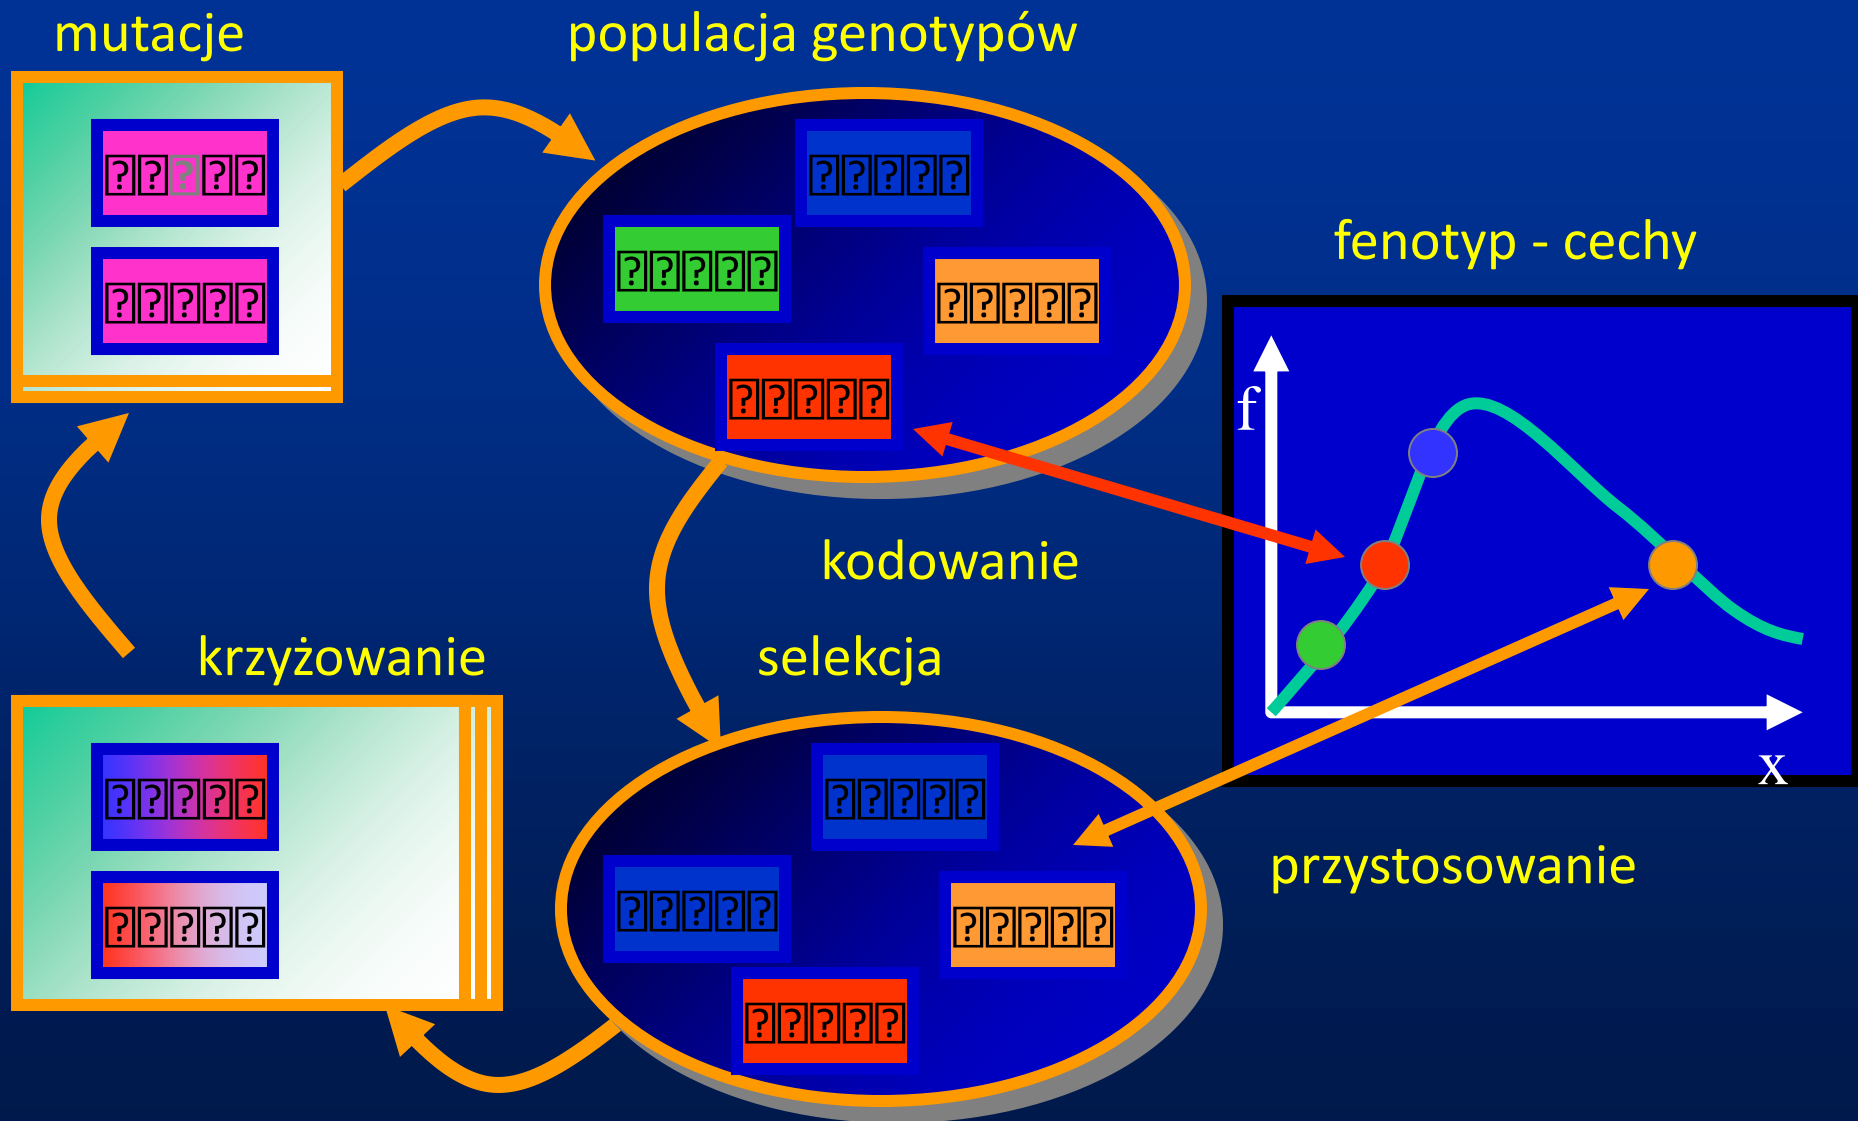 mutacje
populacja genotypów
fenotyp - cechy
f
kodowanie
krzyżowanie
selekcja
x
przystosowanie